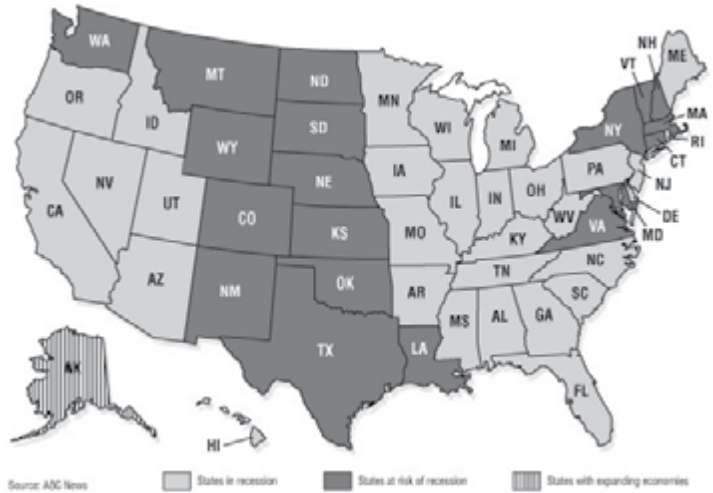 WA
NH
ME
VT
MT
ND
OR
MN
ID
MA
SD
WI
NY
WY
MI
RI
CT
IA
PA
NE
NJ
NV
OH
UT
IL
IN
DE
CA
CO
WV
VA
KS
MO
MD
KY
NC
TN
AZ
OK
NM
AR
SC
MS
AL
GA
TX
LA
AK
FL
HI
Source: ABC News
States in recession
States at risk of recession
States with expanding economies